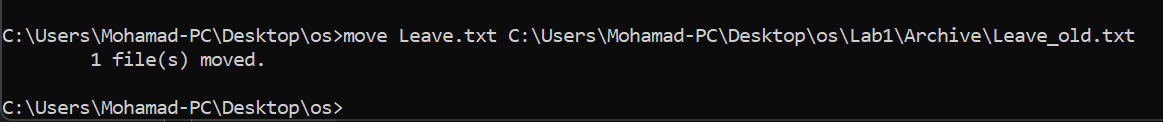 C:\Users\Mohamad-PC\Desktop\os>move Leave.txt C:\Users\Mohamad-PC\Desktop\os\Lab1\Archive\Leave_old.txt
        1 file(s) moved.
C:\Users\Mohamad-PC\Desktop\os>